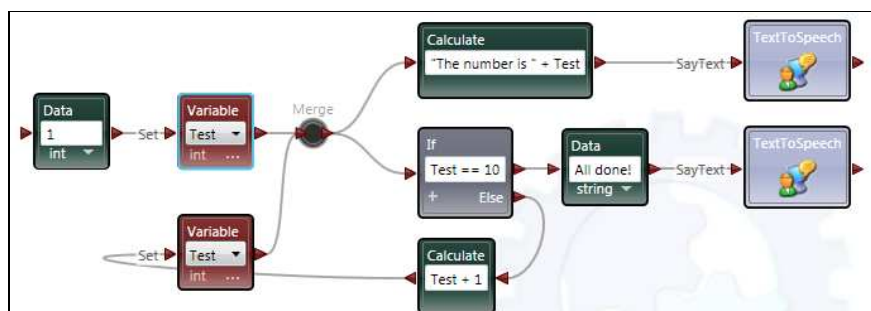 Calculate
"The number is " + Test
SayText
TextToSpeech
Data
1
int
Set
Variable
Test
int ...
Merge
If
Test == 10
+ Else
Data
All done!
string
SayText
TextToSpeech
Set
Variable
Test
int ...
Calculate
Test + 1